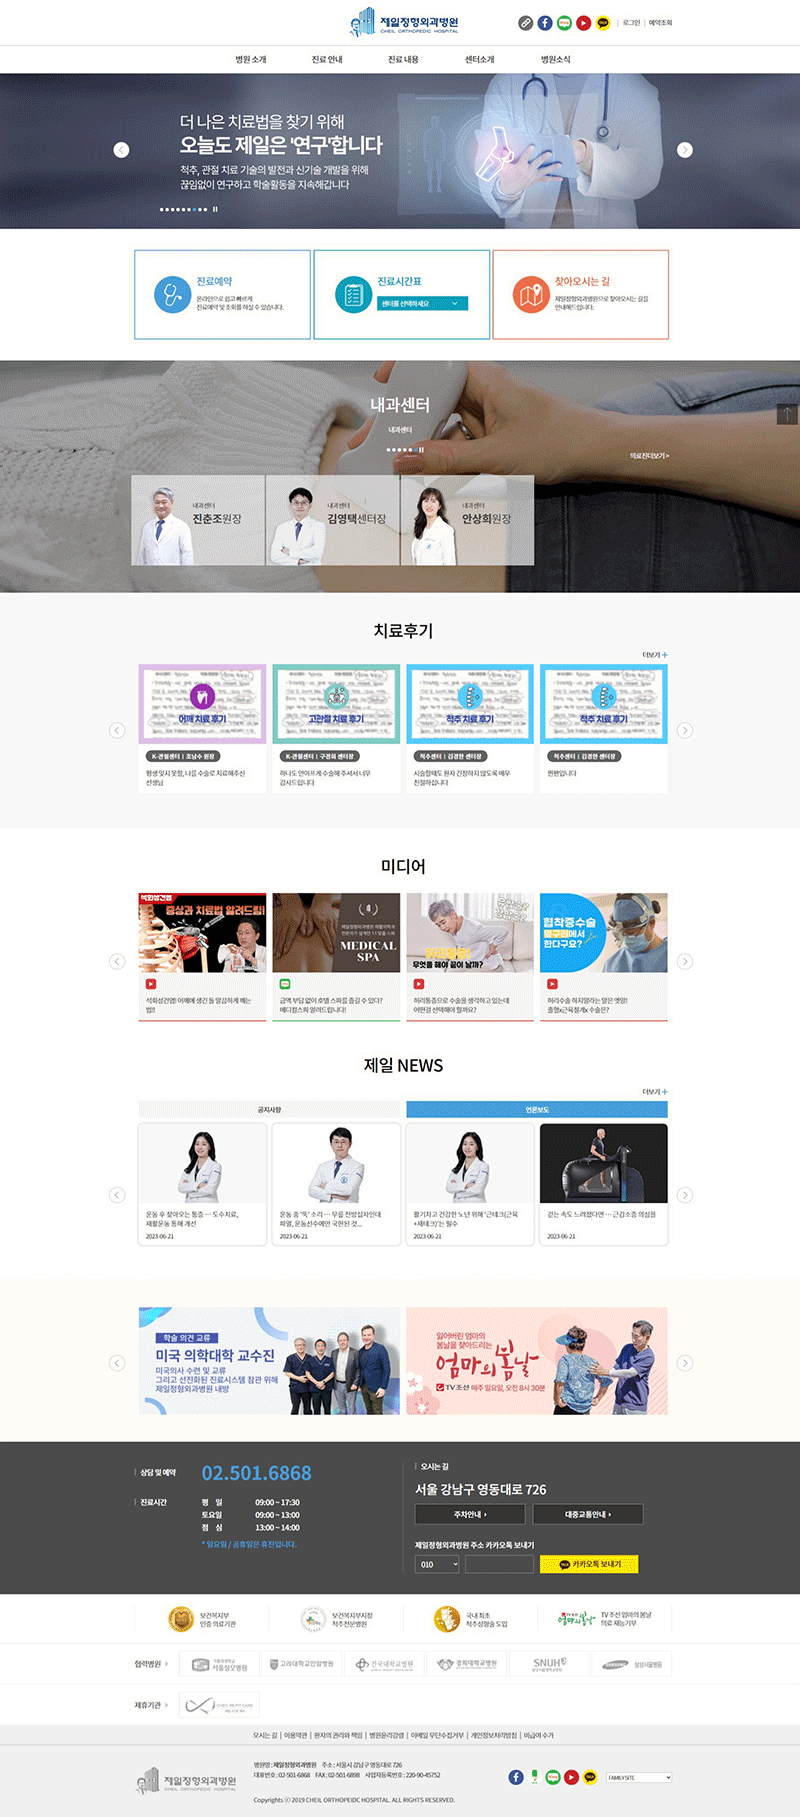 제일정형외과병원
CHEIL ORTHOPEDIC HOSPITAL
로그인 | 예약조회
병원 소개
진료 안내
진료 내용
센터소개
병원소식
더 나은 치료법을 찾기 위해
오늘도 제일은 '연구'합니다
척추, 관절 치료 기술의 발전과 신기술 개발을 위해
끊임없이 연구하고 학술활동을 지속해갑니다
진료예약
온라인으로 쉽고 빠르게
진료예약 및 조회를 하실 수 있습니다.
진료시간표
센터를 선택하세요
찾아오시는 길
제일정형외과병원으로 찾아오시는 길을
안내해드립니다.
내과센터
내과센터
의료진더보기 >
내과센터
진춘조원장
내과센터
김영택센터장
내과센터
안상희원장
치료후기
더보기 +
어깨 치료 후기
고관절 치료 후기
척추 치료 후기
척추 치료 후기
K-관절센터 | 조남수 원장
평생 잊지 못할, 나를 수술로 치료해주신
선생님
K-관절센터 | 구경회 센터장
하나도 안아프게 수술해 주셔서 너무
감사드립니다
척추센터 | 김경한 센터장
시술할때도 환자 긴장하지 않도록 매우
친절하십니다
척추센터 | 김경한 센터장
찐팬입니다
미디어
석회성건염
증상과 치료법 알려드림!
제일정형외과병원 재활의학과
전문의가 설계한 1:1 맞춤 스파
MEDICAL
SPA
무엇을 해야 끝이 날까?
협착증수술
옆구리에서
한다구요?
석회성건염! 어깨에 생긴 돌 말끔하게 깨는
법!!
금액 부담 없이 호텔 스파를 즐길 수 있다?
메디컬스파 알려드립니다!
허리통증으로 수술을 생각하고 있는데
어떤걸 선택해야 할까요?
허리수술 하지말라는 말은 옛말!
출혈x근육절개x 수술은?
제일 NEWS
더보기 +
공지사항
언론보도
운동 후 찾아오는 통증… 도수치료,
재활운동 통해 개선
2023-06-21
운동 중 '뚝' 소리… 무릎 전방십자인대
파열, 운동선수에만 국한된 것...
2023-06-21
활기차고 건강한 노년 위해 '근테크(근육
+재테크)'는 필수
2023-06-21
걷는 속도 느려졌다면… 근감소증 의심을
2023-06-21
학술 의견 교류
미국 의학대학 교수진
미국의사 수련 및 교류
그리고 선진화된 진료시스템 참관 위해
제일정형외과병원 내방
잃어버린 엄마의
봄날을 찾아드리는
엄마의 봄날
TV조선 매주 일요일, 오전 8시 30분
상담 및 예약
02.501.6868
진료시간
평 일 09:00 ~ 17:30
토요일 09:00 ~ 13:00
점 심 13:00 ~ 14:00
* 일요일 / 공휴일은 휴진입니다.
오시는 길
서울 강남구 영동대로 726
주차안내
대중교통안내
제일정형외과병원 주소 카카오톡 보내기
010
카카오톡 보내기
보건복지부
인증 의료기관
보건복지부지정
척추전문병원
국내 최초
척추성형술 도입
엄마의 봄날
TV 조선 엄마의 봄날
의료 재능기부
협력병원
서울성모병원
고려대학교안암병원
건국대학교병원
경희대학교병원
SNUH
삼성서울병원
제휴기관
CHEIL REFIT CARE
오시는 길 | 이용약관 | 환자의 권리와 책임 | 병원윤리강령 | 이메일 무단수집거부 | 개인정보처리방침 | 비급여 수가
제일정형외과병원
CHEIL ORTHOPEDIC HOSPITAL
병원명 : 제일정형외과병원 주소 : 서울시 강남구 영동대로 726
대표번호 : 02-501-6868 FAX : 02-501-6898 사업자등록번호 : 220-90-45752
FAMILY SITE
Copyrights ⓒ 2019 CHEIL ORTHOPEIDC HOSPITAL. ALL RIGHTS RESERVED.